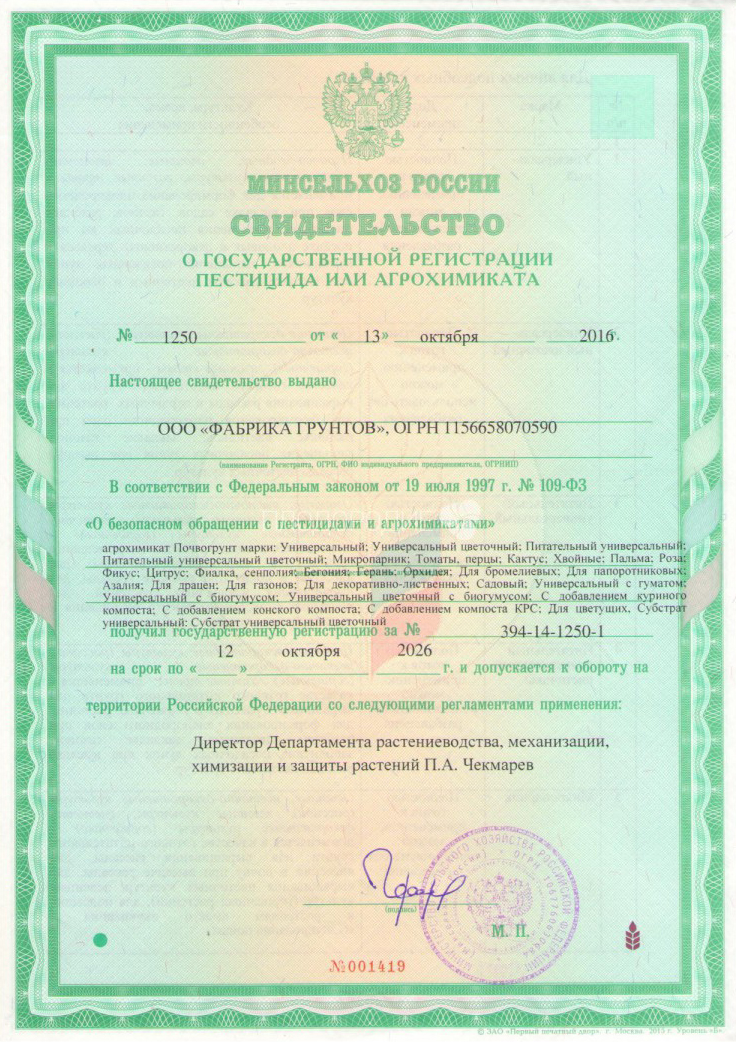 МИНСЕЛЬХОЗ РОССИИ
СВИДЕТЕЛЬСТВО
О ГОСУДАРСТВЕННОЙ РЕГИСТРАЦИИ
ПЕСТИЦИДА ИЛИ АГРОХИМИКАТА
№ 1250 от «13» октября 2016 г.
Настоящее свидетельство выдано
ООО «ФАБРИКА ГРУНТОВ», ОГРН 1156658070590
(наименование Регистранта, ОГРН, ФИО индивидуального предпринимателя, ОГРНИП)
В соответствии с Федеральным законом от 19 июля 1997 г. № 109-ФЗ
«О безопасном обращении с пестицидами и агрохимикатами»
агрохимикат Почвогрунт марки: Универсальный; Универсальный цветочный; Питательный универсальный;
Питательный универсальный цветочный; Микропарник; Томаты, перцы; Кактус; Хвойные; Пальма; Роза;
Фикус; Цитрус; Фиалка, сенполия; Бегония; Герань; Орхидея; Для бромелиевых; Для папоротниковых;
Азалия; Для драцен; Для газонов; Для декоративно-лиственных; Садовый; Универсальный с гуматом;
Универсальный с биогумусом; Универсальный цветочный с биогумусом; С добавлением куриного
компоста; С добавлением конского компоста; С добавлением компоста КРС; Для цветущих, Субстрат
универсальный; Субстрат универсальный цветочный
получил государственную регистрацию за № 394-14-1250-1
12 октября 2026
на срок по « » г. и допускается к обороту на
территории Российской Федерации со следующими регламентами применения:
Директор Департамента растениеводства, механизации,
химизации и защиты растений П.А. Чекмарев
(подпись)
М. П.
№001419
© ЗАО «Первый печатный двор». г. Москва. 2013 г. Уровень «Б»